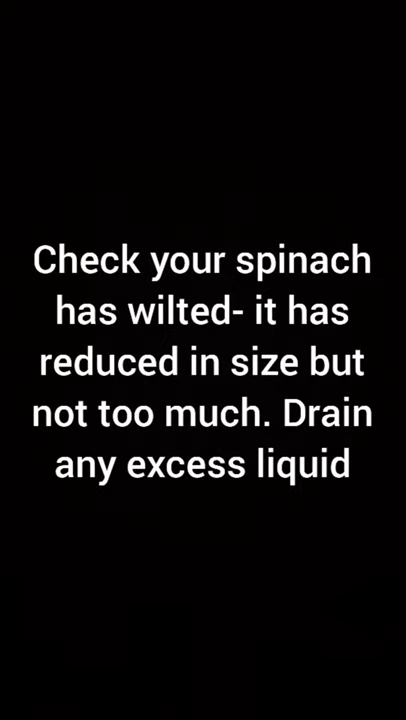 Check your spinach
has wilted- it has
reduced in size but
not too much. Drain
any excess liquid